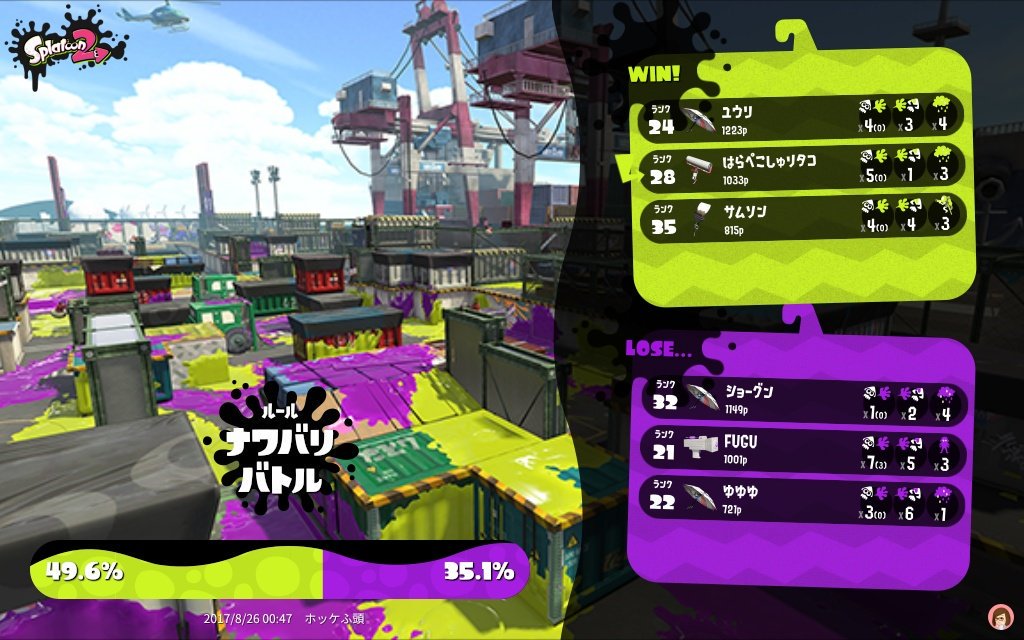 Splatoon 2
WIN!
ランク
24
ユウリ
1223p
x4(0) x3 x4
ランク
28
はらぺこしゅリタコ
1033p
x5(0) x1 x3
ランク
35
サムソン
815p
x4(0) x4 x3
LOSE...
ランク
32
ショーグン
1149p
x1(0) x2 x4
ランク
21
FUGU
1001p
x7(3) x5 x3
ランク
22
ゆゆゆ
721p
x3(0) x6 x1
ルール
ナワバリ
バトル
49.6% 35.1%
2017/8/26 00:47 ホッケふ頭